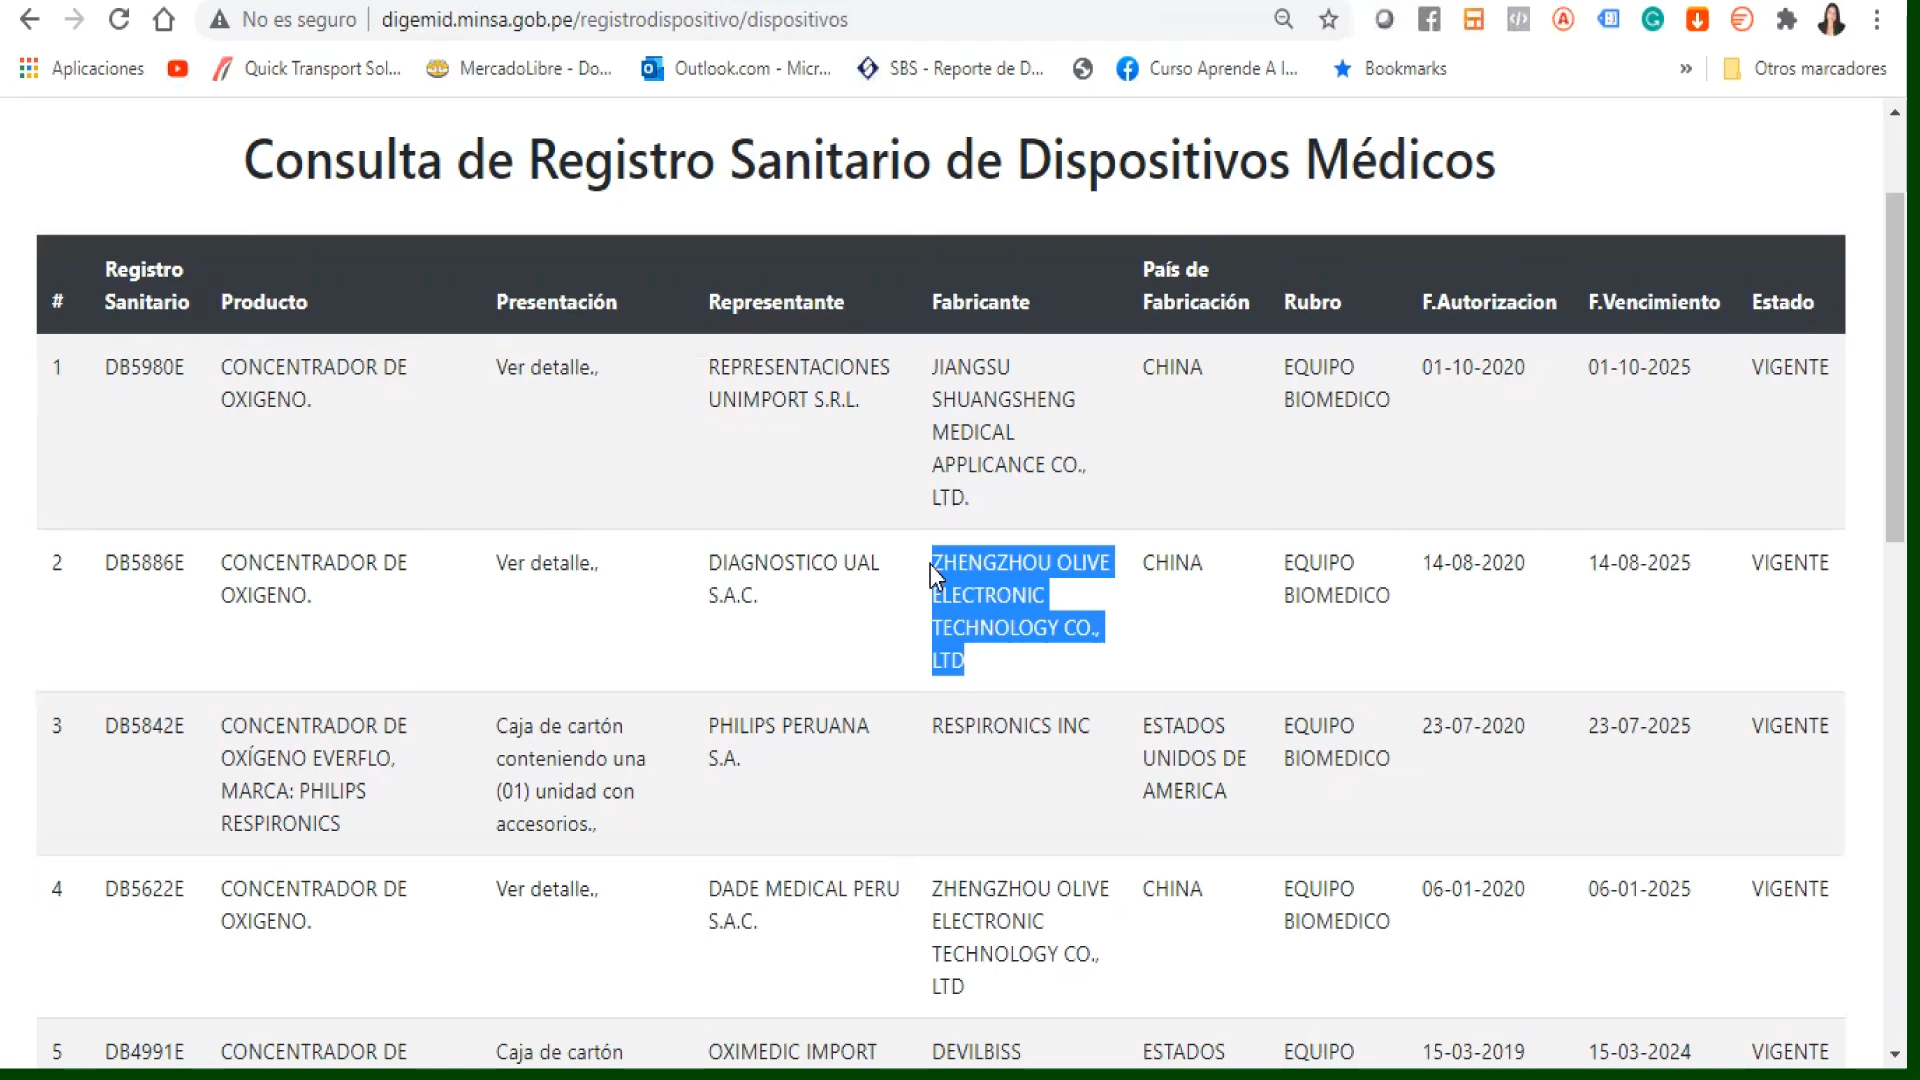 No es seguro | digemid.minsa.gob.pe/registrodispositivo/dispositivos
Aplicaciones Quick Transport Sol... MercadoLibre - Do... Outlook.com - Micr... SBS - Reporte de D... Curso Aprende A I... Bookmarks » Otros marcadores
Consulta de Registro Sanitario de Dispositivos Médicos
# Registro Sanitario Producto Presentación Representante Fabricante País de Fabricación Rubro F.Autorizacion F.Vencimiento Estado
1 DB5980E CONCENTRADOR DE OXIGENO. Ver detalle., REPRESENTACIONES UNIMPORT S.R.L. JIANGSU SHUANGSHENG MEDICAL APPLICANCE CO., LTD. CHINA EQUIPO BIOMEDICO 01-10-2020 01-10-2025 VIGENTE
2 DB5886E CONCENTRADOR DE OXIGENO. Ver detalle., DIAGNOSTICO UAL S.A.C. ZHENGZHOU OLIVE ELECTRONIC TECHNOLOGY CO., LTD CHINA EQUIPO BIOMEDICO 14-08-2020 14-08-2025 VIGENTE
3 DB5842E CONCENTRADOR DE OXÍGENO EVERFLO, MARCA: PHILIPS RESPIRONICS Caja de cartón conteniendo una (01) unidad con accesorios., PHILIPS PERUANA S.A. RESPIRONICS INC ESTADOS UNIDOS DE AMERICA EQUIPO BIOMEDICO 23-07-2020 23-07-2025 VIGENTE
4 DB5622E CONCENTRADOR DE OXIGENO. Ver detalle., DADE MEDICAL PERU S.A.C. ZHENGZHOU OLIVE ELECTRONIC TECHNOLOGY CO., LTD CHINA EQUIPO BIOMEDICO 06-01-2020 06-01-2025 VIGENTE
5 DB4991E CONCENTRADOR DE Caja de cartón OXIMEDIC IMPORT DEVILBISS ESTADOS EQUIPO 15-03-2019 15-03-2024 VIGENTE